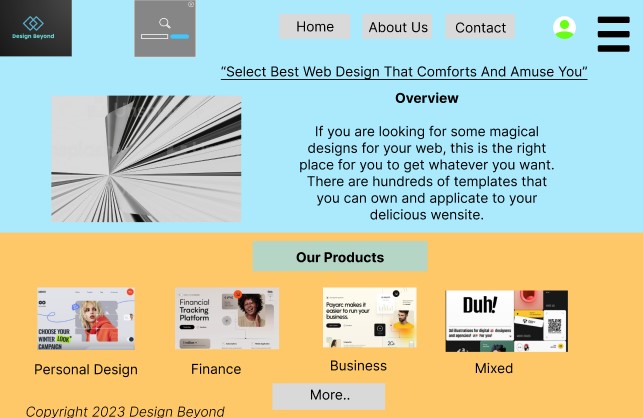 Design Beyond
Home
About Us
Contact
“Select Best Web Design That Comforts And Amuse You”
Overview
If you are looking for some magical
designs for your web, this is the right
place for you to get whatever you want.
There are hundreds of templates that
you can own and applicate to your
delicious wensite.
Our Products
CHOOSE YOUR
WINTER LOOK
CAMPAIGN
Financial
Tracking
Platform
Payarc makes it
easier to run your
business.
Duh!
Personal Design
Finance
Business
Mixed
More..
Copyright 2023 Design Beyond